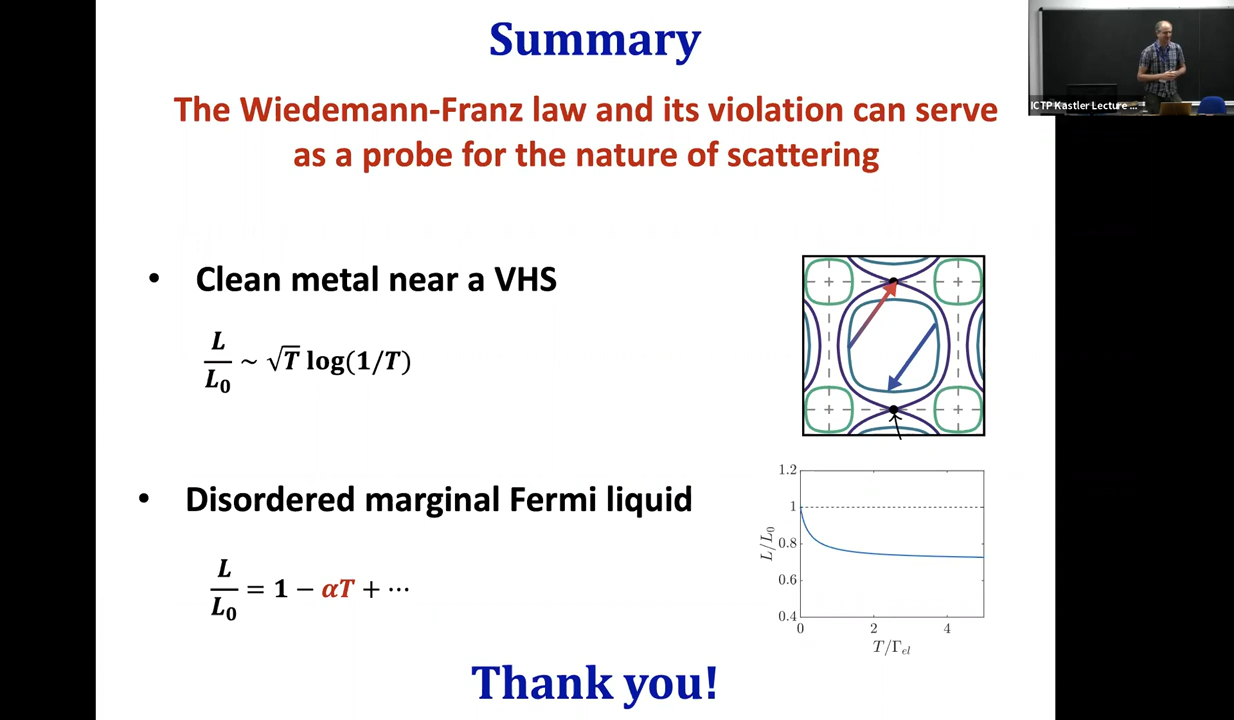 Summary
ICTP Kastler Lecture ...
The Wiedemann-Franz law and its violation can serve
as a probe for the nature of scattering
• Clean metal near a VHS
L/L₀ ~ √T log(1/T)
• Disordered marginal Fermi liquid
L/L₀ = 1 − αT + ⋯
1.2
1
0.8
0.6
0.4
L/L₀
0 2 4
T/Γₑₗ
Thank you!